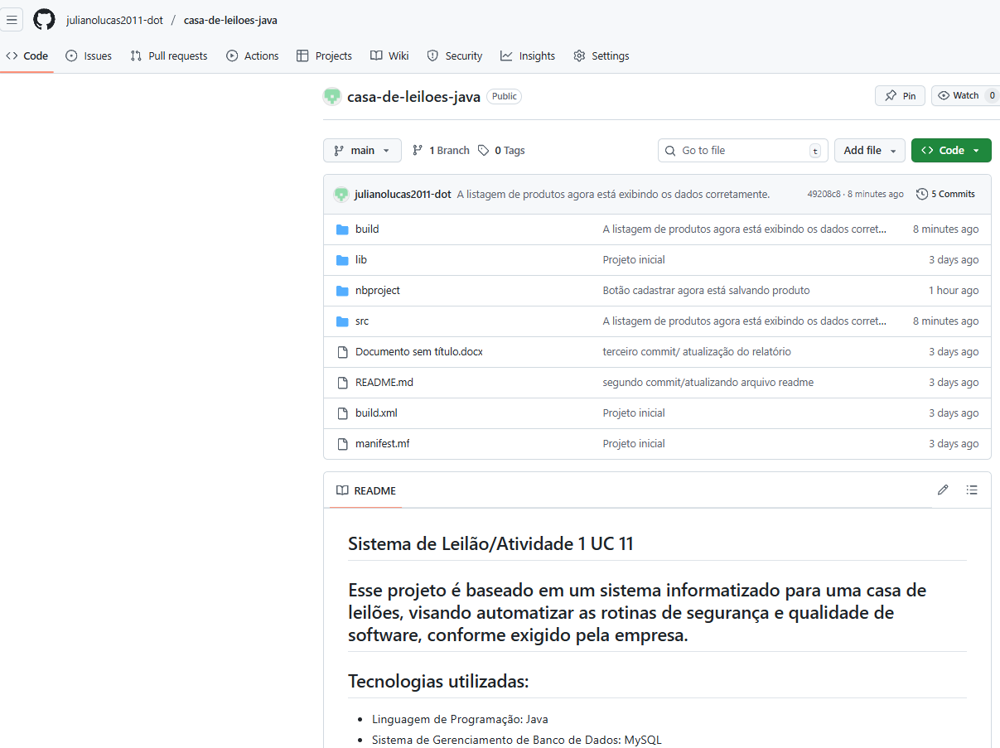 julianolucas2011-dot / casa-de-leiloes-java
Code Issues Pull requests Actions Projects Wiki Security Insights Settings
casa-de-leiloes-java Public Pin Watch 0
main 1 Branch 0 Tags Go to file t Add file Code
julianolucas2011-dot A listagem de produtos agora está exibindo os dados corretamente. 49208c8 · 8 minutes ago 5 Commits
build A listagem de produtos agora está exibindo os dados corret... 8 minutes ago
lib Projeto inicial 3 days ago
nbproject Botão cadastrar agora está salvando produto 1 hour ago
src A listagem de produtos agora está exibindo os dados corret... 8 minutes ago
Documento sem título.docx terceiro commit/ atualização do relatório 3 days ago
README.md segundo commit/atualizando arquivo readme 3 days ago
build.xml Projeto inicial 3 days ago
manifest.mf Projeto inicial 3 days ago
README
Sistema de Leilão/Atividade 1 UC 11
Esse projeto é baseado em um sistema informatizado para uma casa de
leilões, visando automatizar as rotinas de segurança e qualidade de
software, conforme exigido pela empresa.
Tecnologias utilizadas:
• Linguagem de Programação: Java
• Sistema de Gerenciamento de Banco de Dados: MySQL